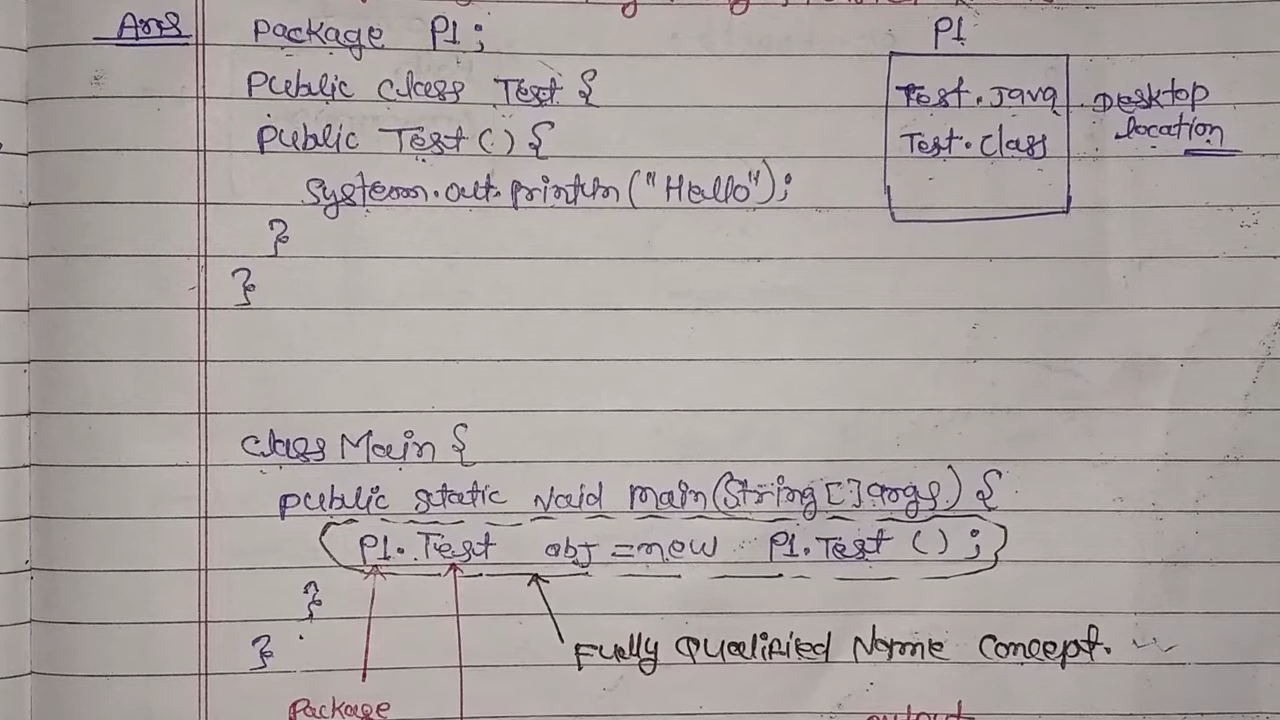 Ans
Package P1;
Public class Test {
Public Test () {
System.out.println("Hello");
}
}
P1
Test.java
Test.class
Desktop
location
class Main {
public static void main(String []args) {
P1.Test obj = new P1.Test ();
}
}
Fully Qualified Name Concept.
Package
output